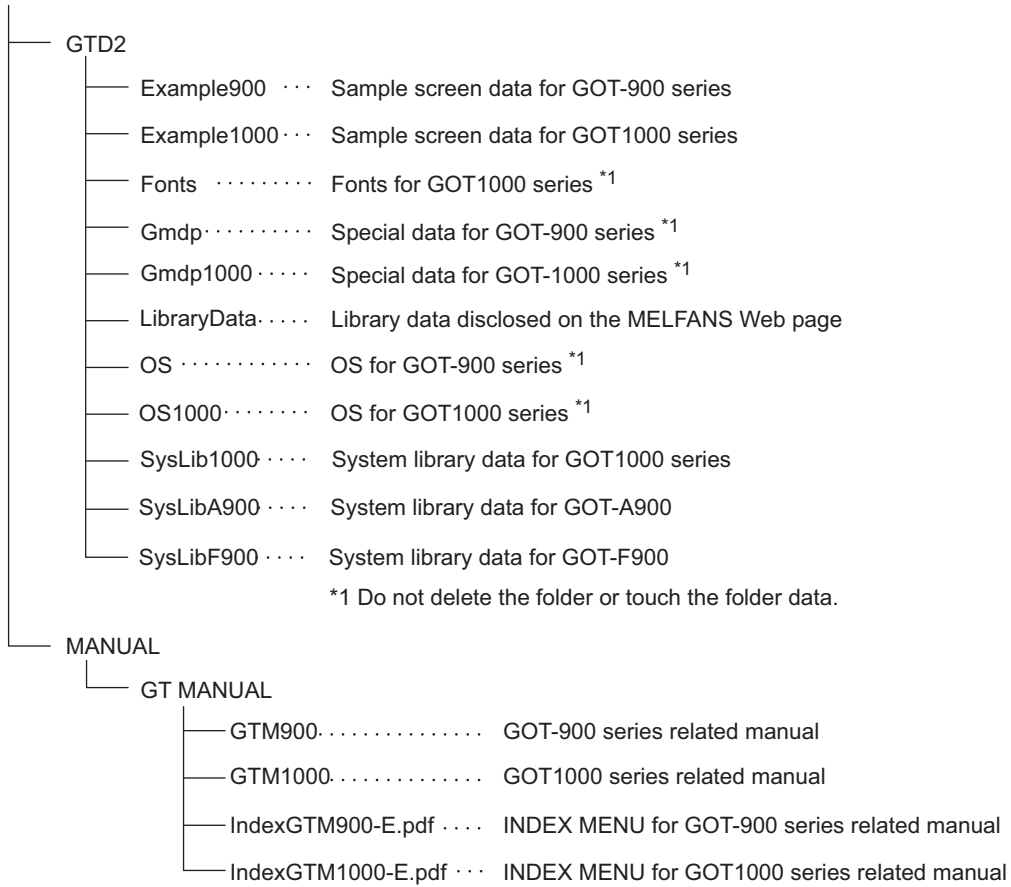 GTD2
Example900 ··· Sample screen data for GOT-900 series
Example1000 ··· Sample screen data for GOT1000 series
Fonts ········· Fonts for GOT1000 series *1
Gmdp ·········· Special data for GOT-900 series *1
Gmdp1000 ····· Special data for GOT-1000 series *1
LibraryData ····· Library data disclosed on the MELFANS Web page
OS ············ OS for GOT-900 series *1
OS1000 ········ OS for GOT1000 series *1
SysLib1000 ···· System library data for GOT1000 series
SysLibA900 ···· System library data for GOT-A900
SysLibF900 ···· System library data for GOT-F900
*1 Do not delete the folder or touch the folder data.
MANUAL
GT MANUAL
GTM900 ··············· GOT-900 series related manual
GTM1000 ·············· GOT1000 series related manual
IndexGTM900-E.pdf ···· INDEX MENU for GOT-900 series related manual
IndexGTM1000-E.pdf ··· INDEX MENU for GOT1000 series related manual